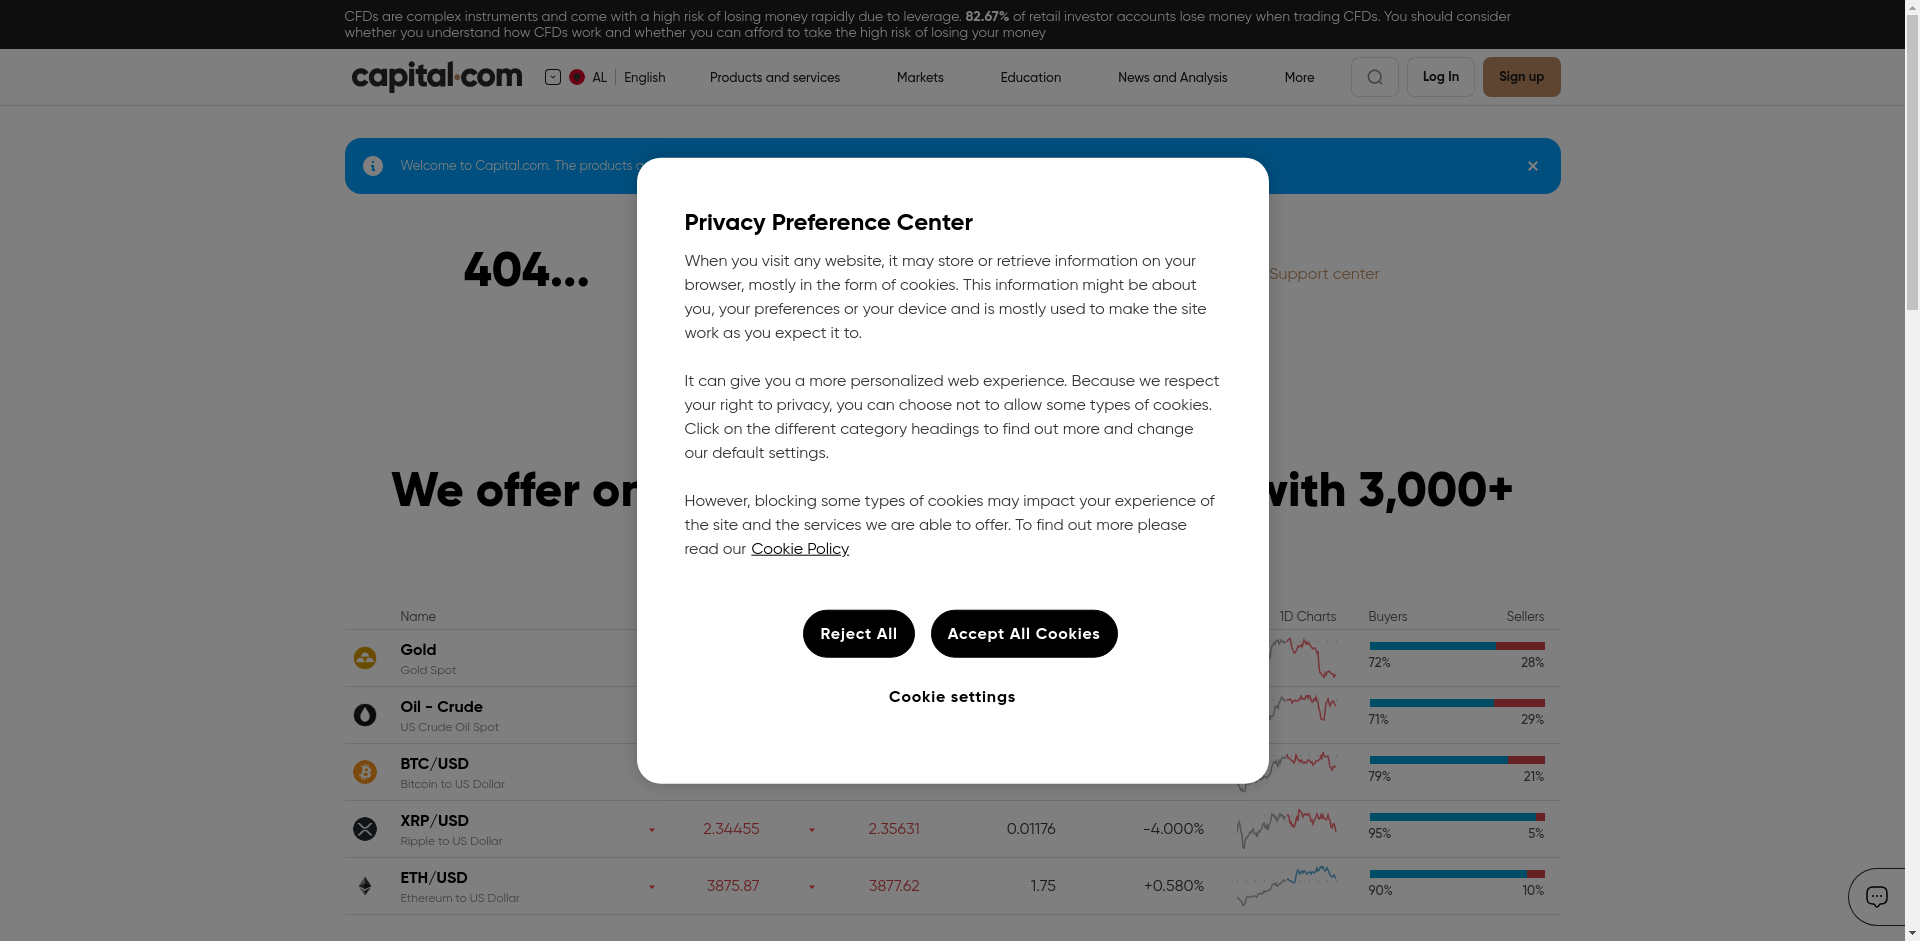 CFDs are complex instruments and come with a high risk of losing money rapidly due to leverage. 82.67% of retail investor accounts lose money when trading CFDs. You should consider
whether you understand how CFDs work and whether you can afford to take the high risk of losing your money
capital.com
AL | English
Products and services
Markets
Education
News and Analysis
More
Log In
Sign up
Welcome to Capital.com. The products
404...
Support center
Privacy Preference Center
When you visit any website, it may store or retrieve information on your
browser, mostly in the form of cookies. This information might be about
you, your preferences or your device and is mostly used to make the site
work as you expect it to.
It can give you a more personalized web experience. Because we respect
your right to privacy, you can choose not to allow some types of cookies.
Click on the different category headings to find out more and change
our default settings.
However, blocking some types of cookies may impact your experience of
the site and the services we are able to offer. To find out more please
read our Cookie Policy
Reject All
Accept All Cookies
Cookie settings
We offer
with 3,000+
Name
1D Charts
Buyers
Sellers
Gold
Gold Spot
72%
28%
Oil - Crude
US Crude Oil Spot
71%
29%
BTC/USD
Bitcoin to US Dollar
79%
21%
XRP/USD
Ripple to US Dollar
2.34455
2.35631
0.01176
-4.000%
95%
5%
ETH/USD
Ethereum to US Dollar
3875.87
3877.62
1.75
+0.580%
90%
10%